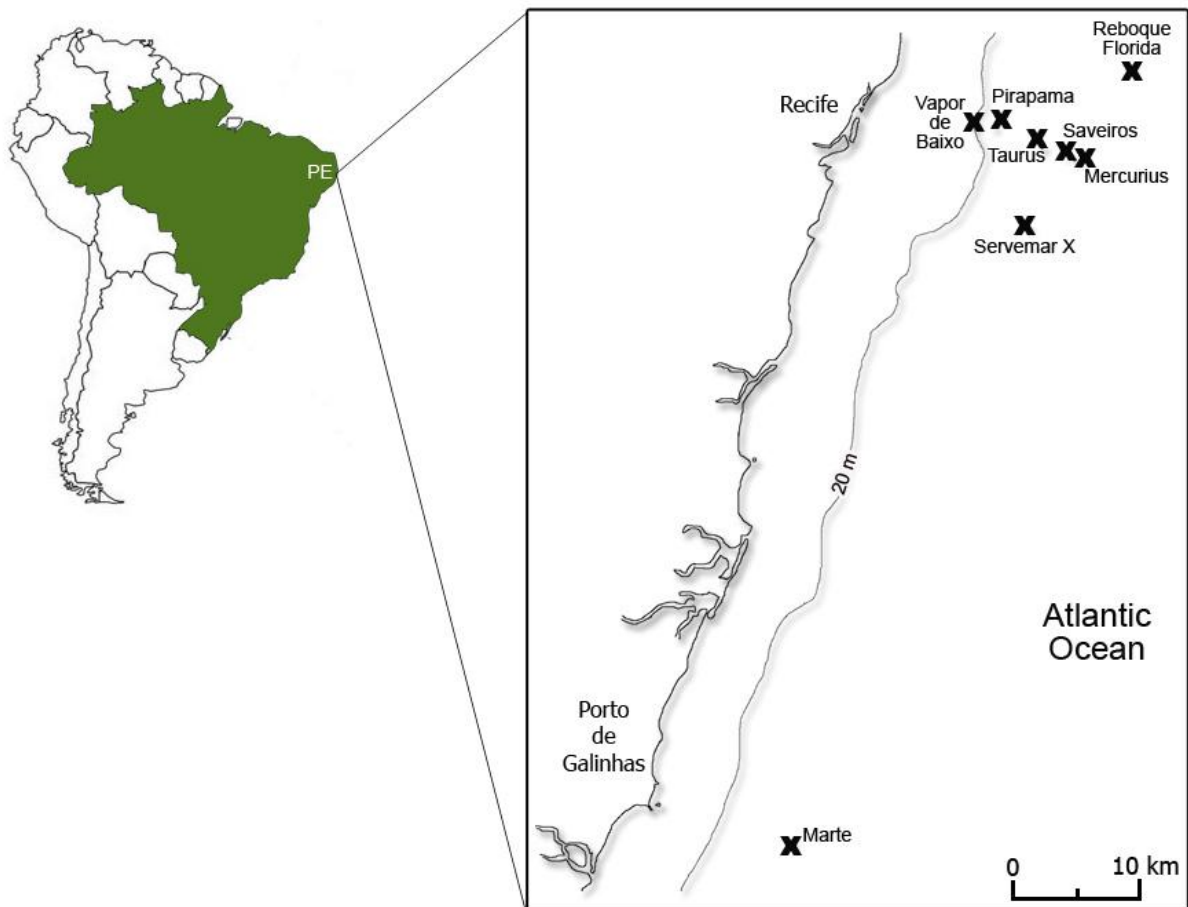 PE
Reboque
Florida
Recife
Vapor
de
Baixo
Pirapama
Saveiros
Taurus
Mercurius
Servemar X
20 m
Atlantic
Ocean
Porto
de
Galinhas
Marte
0 10 km